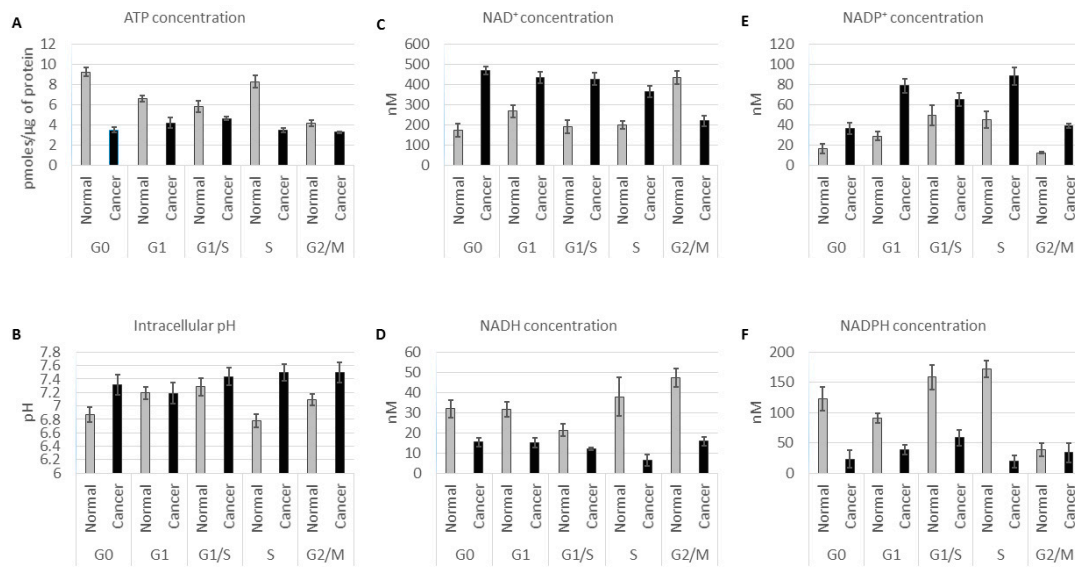 A
ATP concentration
pmoles/µg of protein
12
10
8
6
4
2
0
Normal Cancer Normal Cancer Normal Cancer Normal Cancer Normal Cancer
G0 G1 G1/S S G2/M
C
NAD⁺ concentration
nM
600
500
400
300
200
100
0
Normal Cancer Normal Cancer Normal Cancer Normal Cancer Normal Cancer
G0 G1 G1/S S G2/M
E
NADP⁺ concentration
nM
120
100
80
60
40
20
0
Normal Cancer Normal Cancer Normal Cancer Normal Cancer Normal Cancer
G0 G1 G1/S S G2/M
B
Intracellular pH
pH
7.8
7.6
7.4
7.2
7
6.8
6.6
6.4
6.2
6
Normal Cancer Normal Cancer Normal Cancer Normal Cancer Normal Cancer
G0 G1 G1/S S G2/M
D
NADH concentration
nM
60
50
40
30
20
10
0
Normal Cancer Normal Cancer Normal Cancer Normal Cancer Normal Cancer
G0 G1 G1/S S G2/M
F
NADPH concentration
nM
200
150
100
50
0
Normal Cancer Normal Cancer Normal Cancer Normal Cancer Normal Cancer
G0 G1 G1/S S G2/M